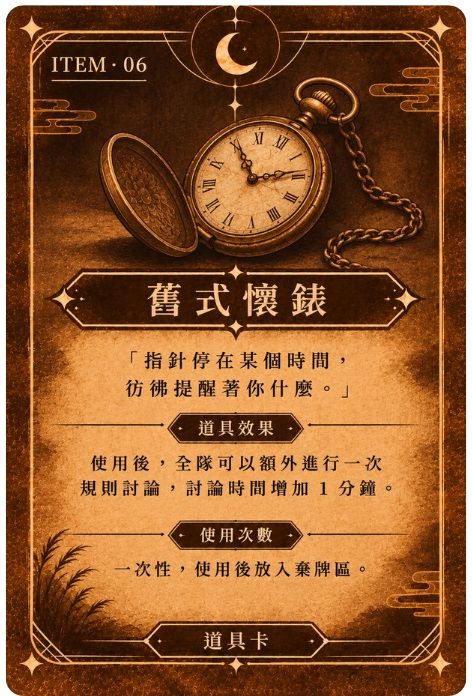 ITEM · 06
舊式懷錶
「指針停在某個時間，
彷彿提醒著你什麼。」
道具效果
使用後，全隊可以額外進行一次
規則討論，討論時間增加 1 分鐘。
使用次數
一次性，使用後放入棄牌區。
道具卡